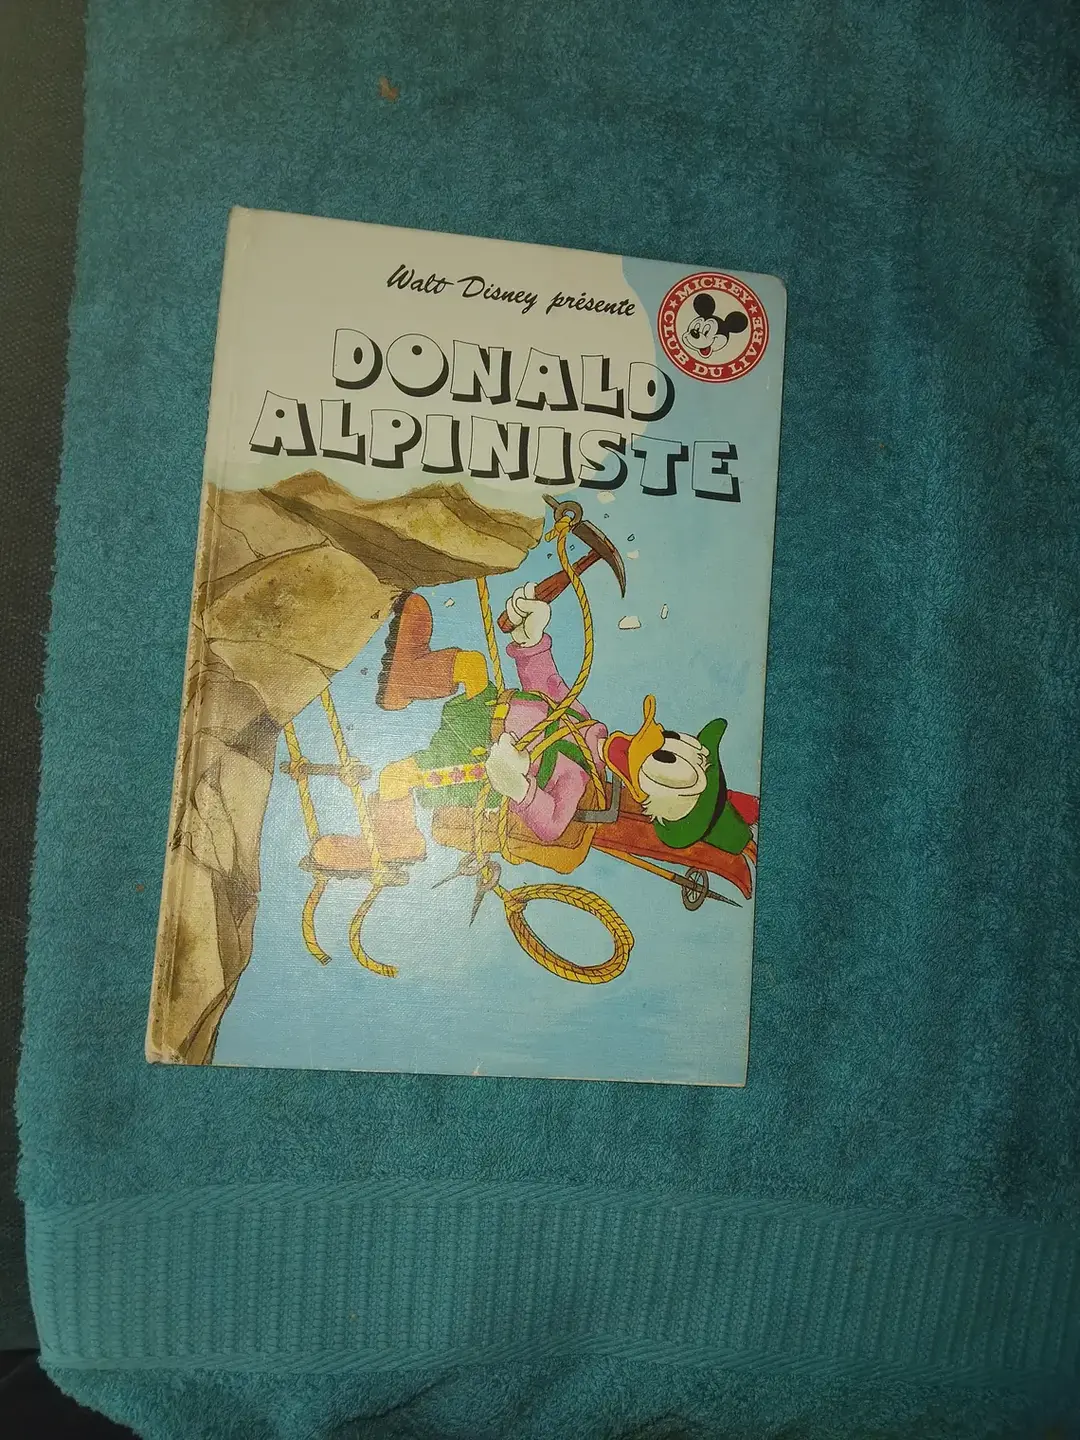 Walt Disney présente
MICKEY
CLUB DU LIVRE
DONALD
ALPINISTE